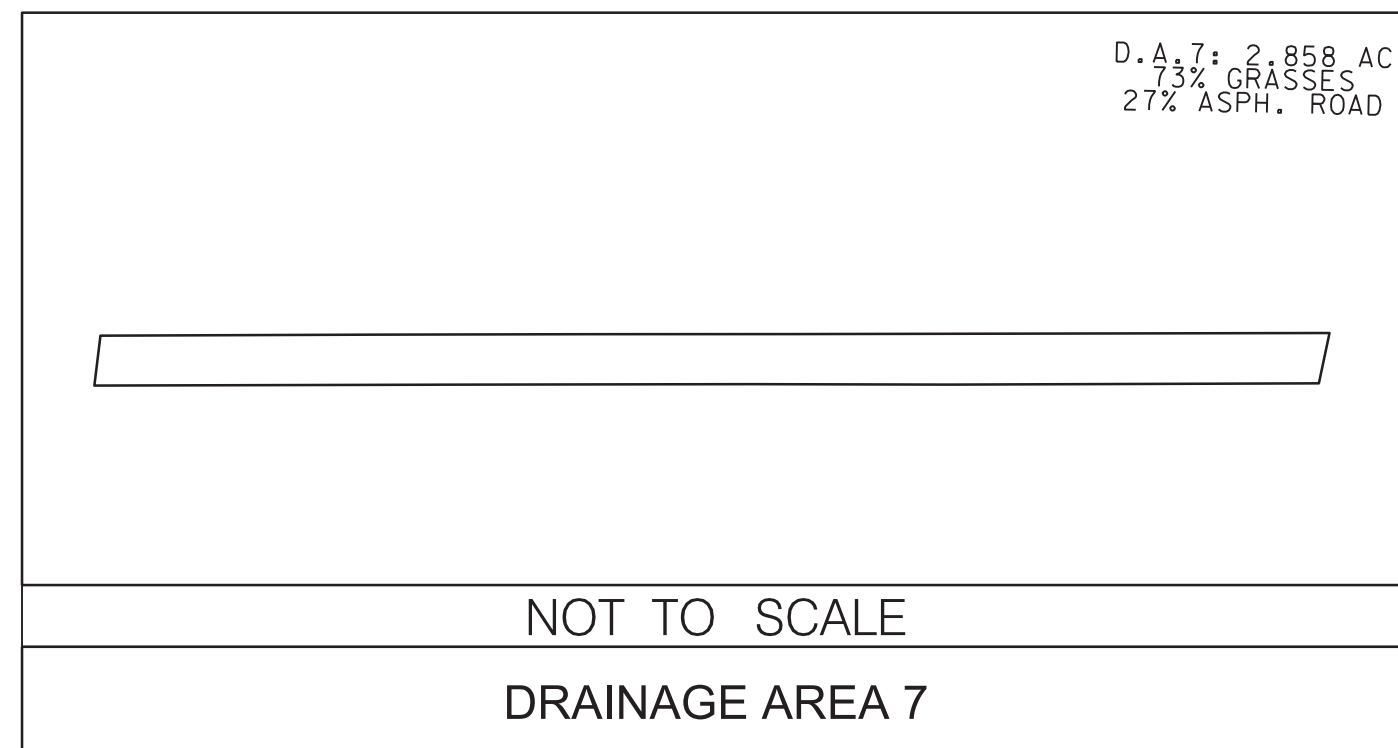 D.A.7: 2.858 AC
73% GRASSES
27% ASPH. ROAD
NOT TO SCALE
DRAINAGE AREA 7